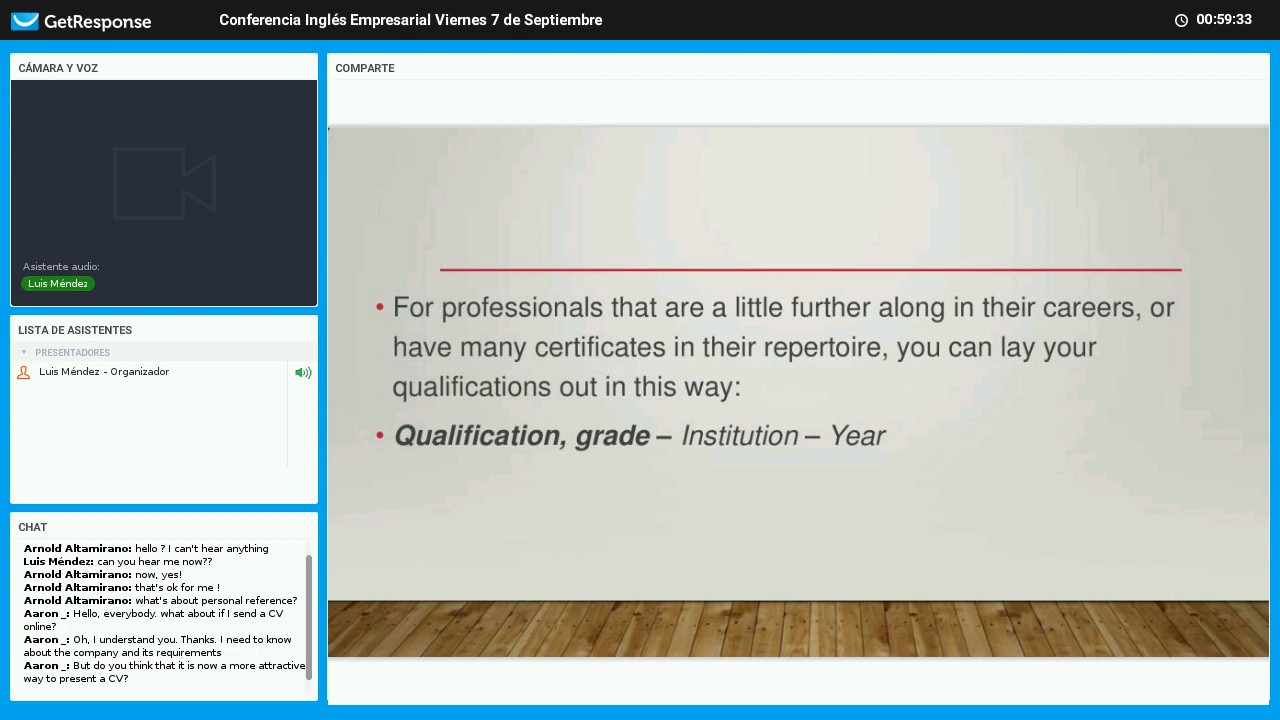 GetResponse
Conferencia Inglés Empresarial Viernes 7 de Septiembre
00:59:33
CÁMARA Y VOZ
Asistente audio:
Luis Méndez
LISTA DE ASISTENTES
PRESENTADORES
Luis Méndez - Organizador
CHAT
Arnold Altamirano: hello ? I can't hear anything
Luis Méndez: can you hear me now??
Arnold Altamirano: now, yes!
Arnold Altamirano: that's ok for me !
Arnold Altamirano: what's about personal reference?
Aaron _: Hello, everybody. what about if I send a CV
online?
Aaron _: Oh, I understand you. Thanks. I need to know
about the company and its requirements
Aaron _: But do you think that it is now a more attractive
way to present a CV?
COMPARTE
• For professionals that are a little further along in their careers, or
have many certificates in their repertoire, you can lay your
qualifications out in this way:
• Qualification, grade – Institution – Year